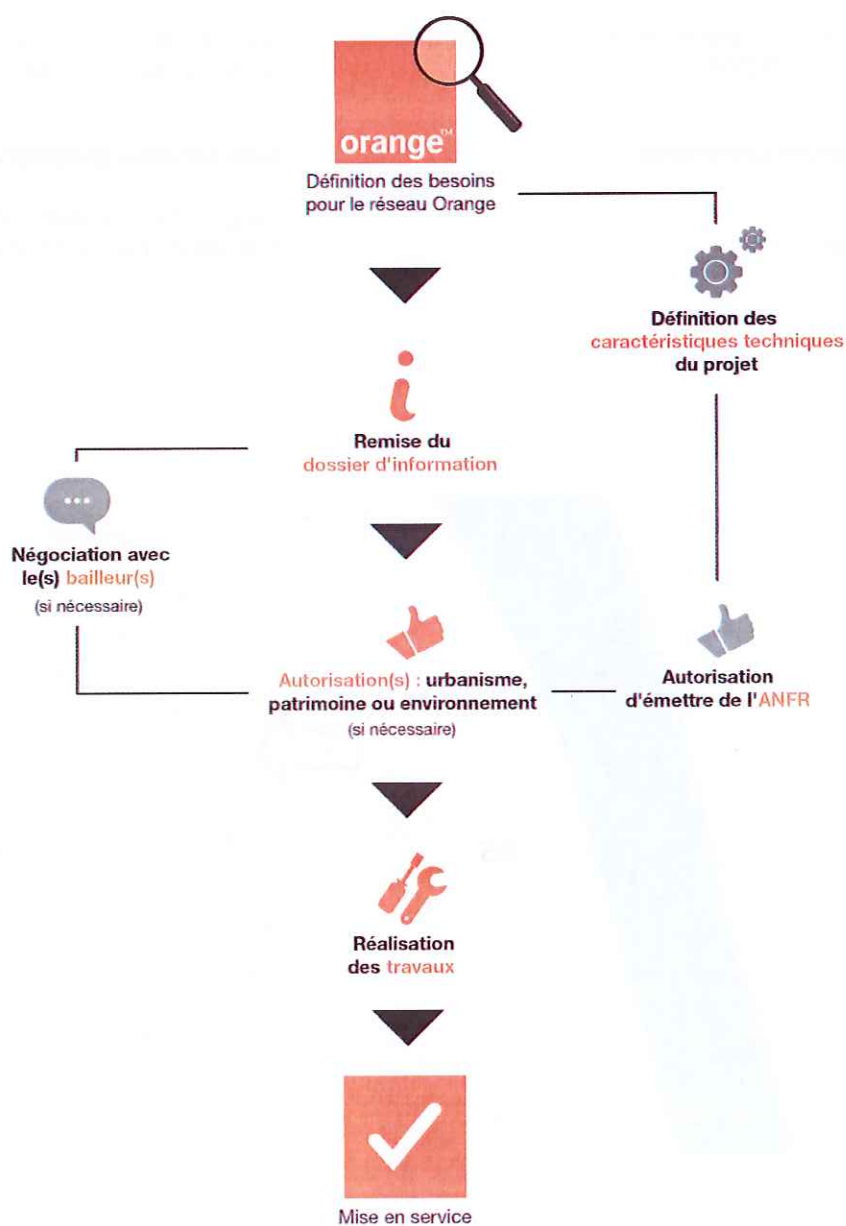 orange™
Définition des besoins
pour le réseau Orange
Définition des
caractéristiques techniques
du projet
Remise du
dossier d'information
Négociation avec
le(s) bailleur(s)
(si nécessaire)
Autorisation(s) : urbanisme,
patrimoine ou environnement
(si nécessaire)
Autorisation
d'émettre de l'ANFR
Réalisation
des travaux
Mise en service